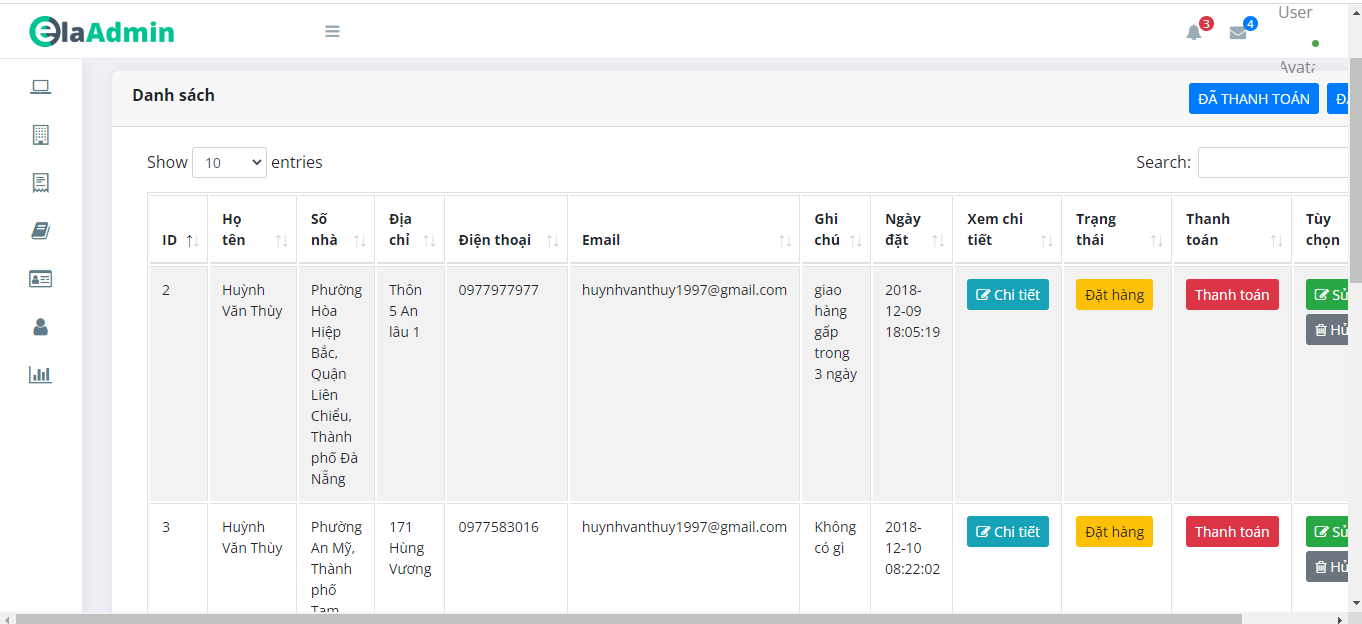 elaAdmin
3
4
User
Avata
Danh sách
ĐÃ THANH TOÁN
Show 10 entries
Search:
ID
Họ tên
Số nhà
Địa chỉ
Điện thoại
Email
Ghi chú
Ngày đặt
Xem chi tiết
Trạng thái
Thanh toán
Tùy chọn
2
Huỳnh
Văn Thùy
Phường
Hòa
Hiệp
Bắc,
Quận
Liên
Chiểu,
Thành
phố Đà
Nẵng
Thôn
5 An
lâu 1
0977977977
huynhvanthuy1997@gmail.com
giao
hàng
gấp
trong
3 ngày
2018-
12-09
18:05:19
Chi tiết
Đặt hàng
Thanh toán
3
Huỳnh
Văn Thùy
Phường
An Mỹ,
Thành
phố
Tam
171
Hùng
Vương
0977583016
huynhvanthuy1997@gmail.com
Không
có gì
2018-
12-10
08:22:02
Chi tiết
Đặt hàng
Thanh toán